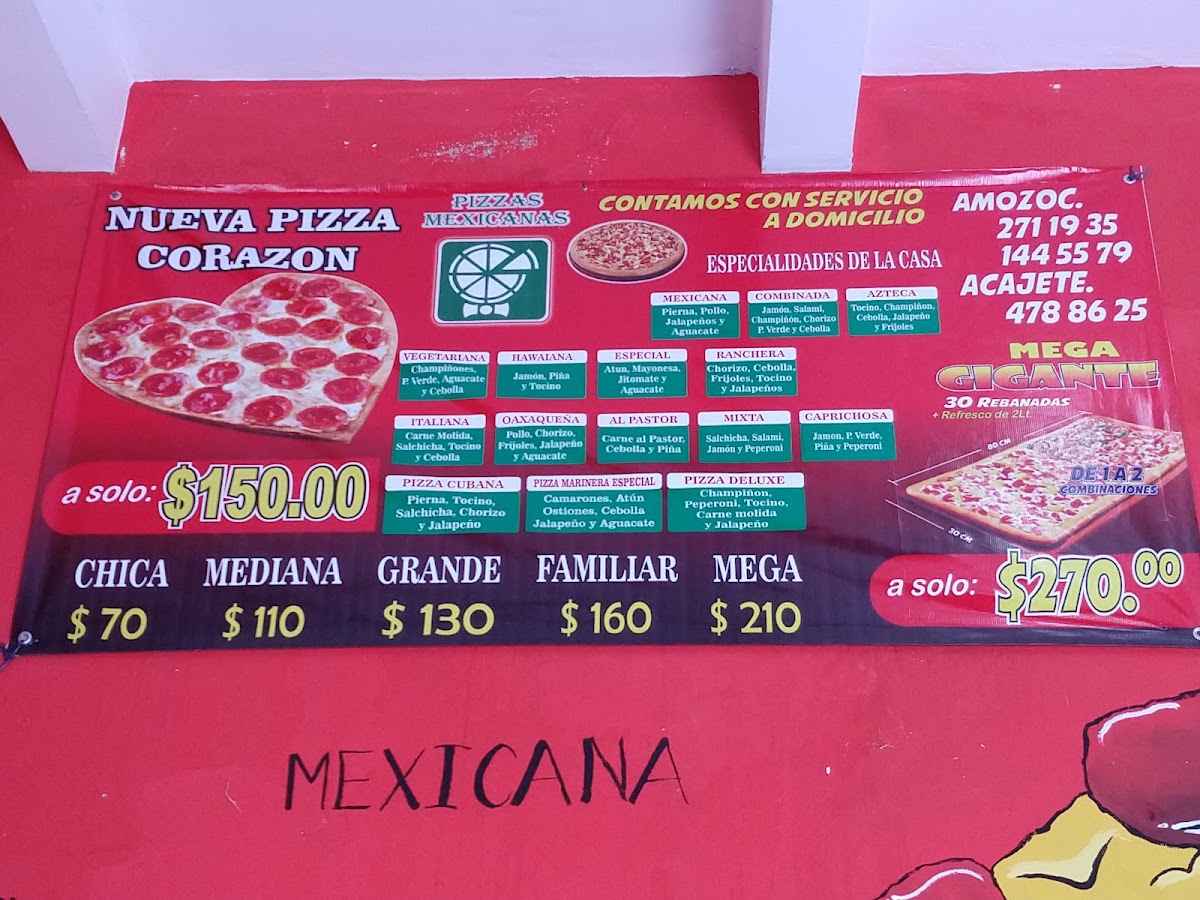 NUEVA PIZZA
CORAZON
a solo: $150.00
PIZZAS
MEXICANAS
CONTAMOS CON SERVICIO
A DOMICILIO
AMOZOC.
271 19 35
144 55 79
ACAJETE.
478 86 25
ESPECIALIDADES DE LA CASA
MEXICANA
Pierna, Pollo,
Jalapeños y
Aguacate
COMBINADA
Jamón, Salami,
Champiñón, Chorizo
P. Verde y Cebolla
AZTECA
Tocino, Champiñon,
Cebolla, Jalapeño
y Frijoles
VEGETARIANA
Champiñones,
P. Verde, Aguacate
y Cebolla
HAWAIANA
Jamón, Piña
y Tocino
ESPECIAL
Atun, Mayonesa,
Jitomate y
Aguacate
RANCHERA
Chorizo, Cebolla,
Frijoles, Tocino
y Jalapeños
ITALIANA
Carne Molida,
Salchicha, Tocino
y Cebolla
OAXAQUEÑA
Pollo, Chorizo,
Frijoles, Jalapeño
y Aguacate
AL PASTOR
Carne al Pastor,
Cebolla y Piña
MIXTA
Salchicha, Salami,
Jamón y Peperoni
CAPRICHOSA
Jamon, P. Verde,
Piña y Peperoni
PIZZA CUBANA
Pierna, Tocino,
Salchicha, Chorizo
y Jalapeño
PIZZA MARINERA ESPECIAL
Camarones, Atún
Ostiones, Cebolla
Jalapeño y Aguacate
PIZZA DELUXE
Champiñon,
Peperoni, Tocino,
Carne molida
y Jalapeño
MEGA
GIGANTE
30 REBANADAS
+ Refresco de 2Lt.
80 CM
30 CM
DE 1 A 2
COMBINACIONES
a solo: $270.00
CHICA MEDIANA GRANDE FAMILIAR MEGA
$ 70 $ 110 $ 130 $ 160 $ 210
MEXICANA